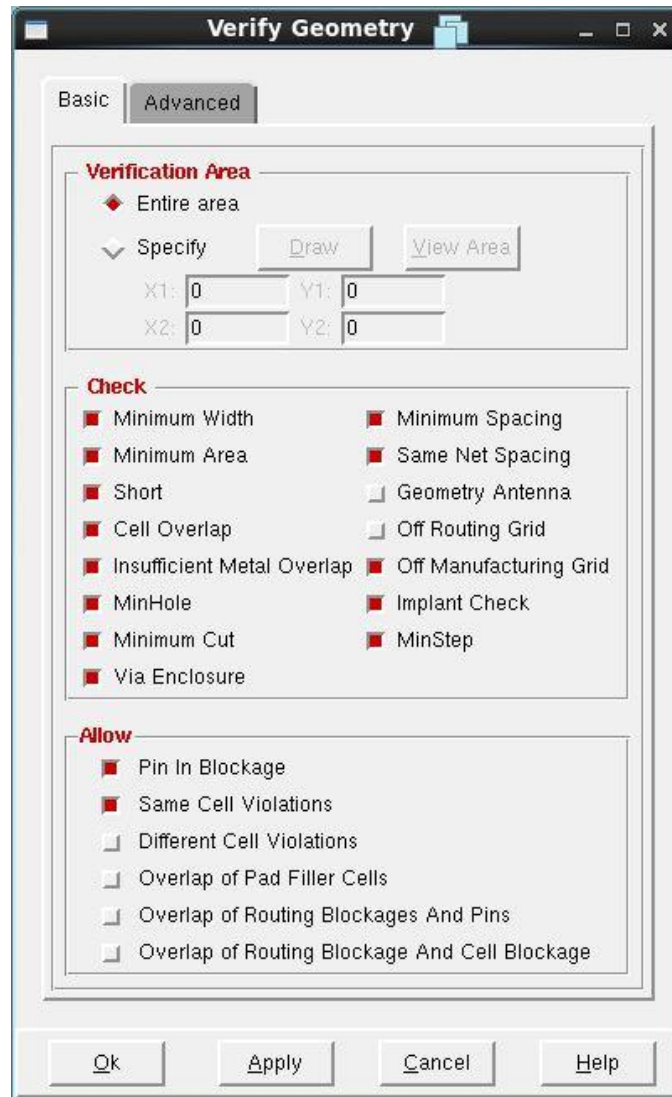 Verify Geometry
Basic Advanced
Verification Area
Entire area
Specify Draw View Area
X1: 0 Y1: 0
X2: 0 Y2: 0
Check
Minimum Width Minimum Spacing
Minimum Area Same Net Spacing
Short Geometry Antenna
Cell Overlap Off Routing Grid
Insufficient Metal Overlap Off Manufacturing Grid
MinHole Implant Check
Minimum Cut MinStep
Via Enclosure
Allow
Pin In Blockage
Same Cell Violations
Different Cell Violations
Overlap of Pad Filler Cells
Overlap of Routing Blockages And Pins
Overlap of Routing Blockage And Cell Blockage
Ok Apply Cancel Help